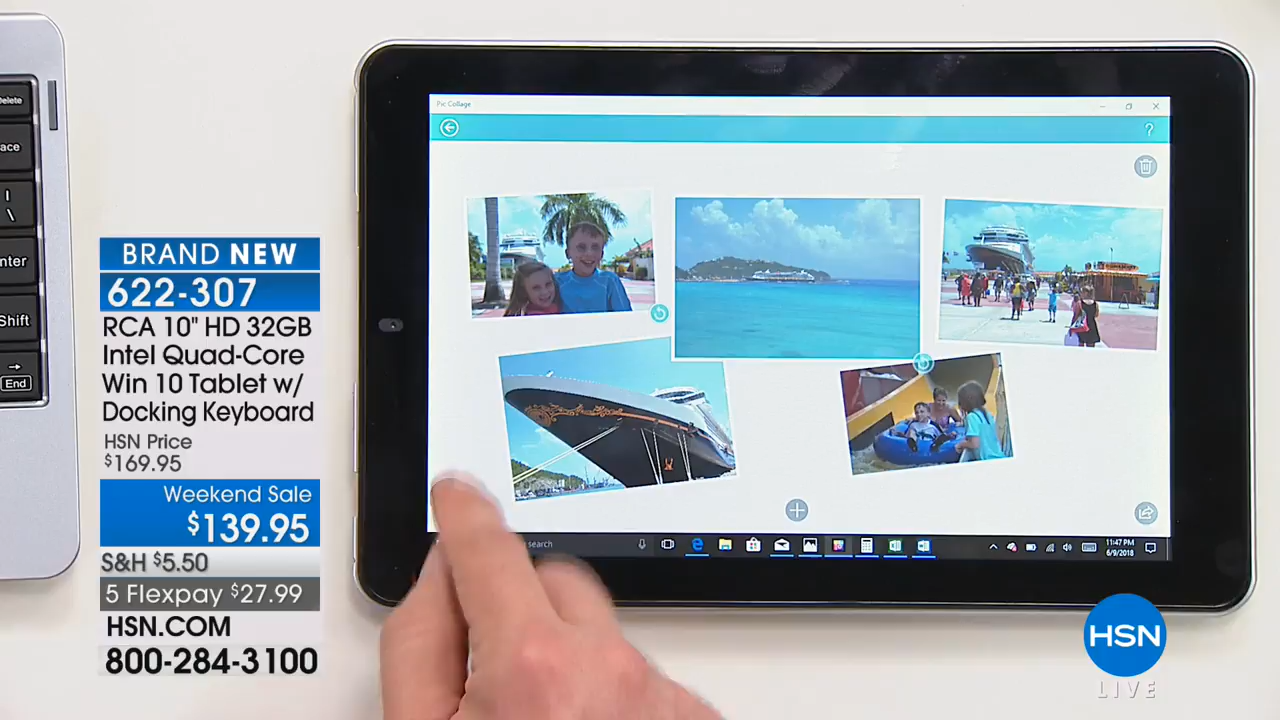 Delete
ace
|
\
nter
Shift
End
BRAND NEW
622-307
RCA 10" HD 32GB
Intel Quad-Core
Win 10 Tablet w/
Docking Keyboard
HSN Price
$169.95
Weekend Sale
$139.95
S&H $5.50
5 Flexpay $27.99
HSN.COM
800-284-3100
Pic Collage
?
search
11:47 PM
6/9/2018
HSN
LIVE